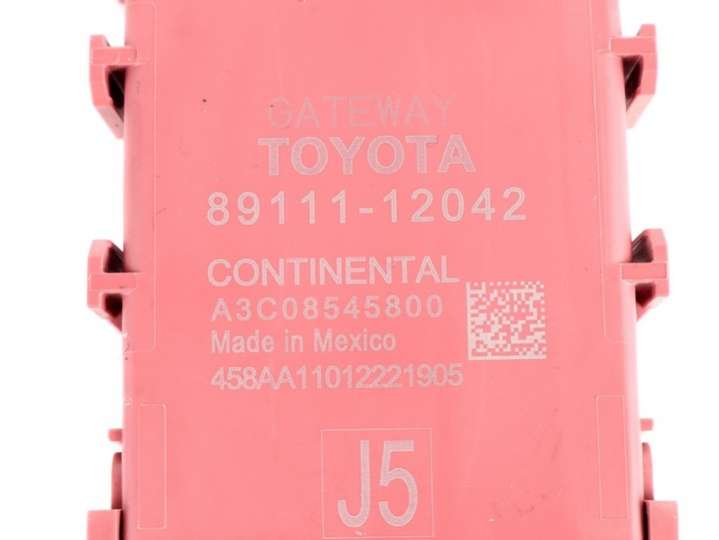 GATEWAY
TOYOTA
89111-12042
CONTINENTAL
A3C08545800
Made in Mexico
458AA11012221905
J5